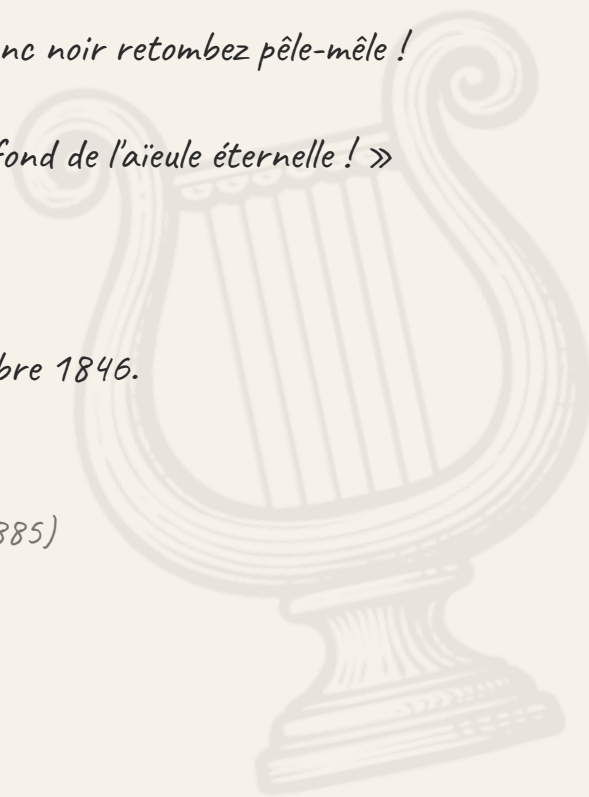 nc noir retombez pêle-mêle !
fond de l'aïeule éternelle ! »
bre 1846.
885)